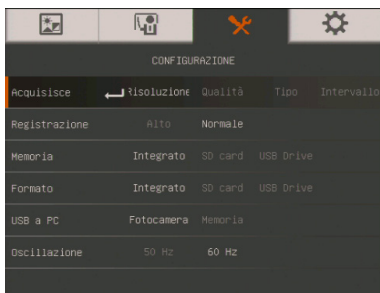 CONFIGURAZIONE
Acquisisce Risoluzione Qualità Tipo Intervallo
Registrazione Alto Normale
Memoria Integrato SD card USB Drive
Formato Integrato SD card USB Drive
USB a PC Fotocamera Memoria
Oscillazione 50 Hz 60 Hz